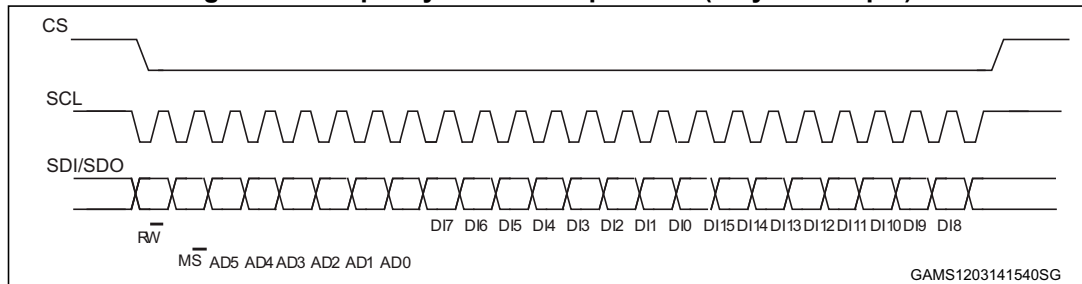 CS
SCL
SDI/SDO
DI7 DI6 DI5 DI4 DI3 DI2 DI1 DI0 DI15 DI14 DI13 DI12 DI11 DI10 DI9 DI8
RW̅
MS̅ AD5 AD4 AD3 AD2 AD1 AD0
GAMS1203141540SG